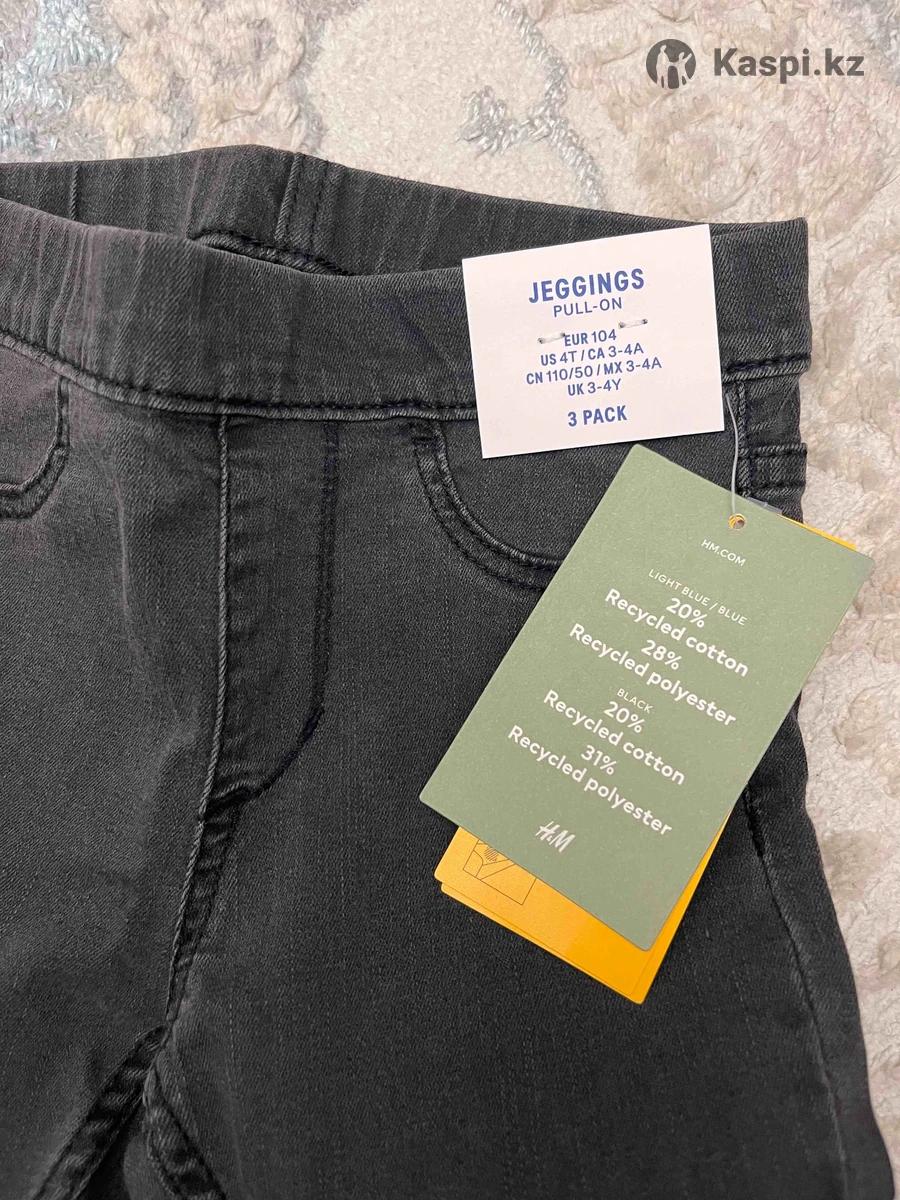 Kaspi.kz
JEGGINGS
PULL-ON
EUR 104
US 4T / CA 3-4A
CN 110/50 / MX 3-4A
UK 3-4Y
3 PACK
HM.COM
LIGHT BLUE / BLUE
20%
Recycled cotton
28%
Recycled polyester
BLACK
20%
Recycled cotton
31%
Recycled polyester
H&M